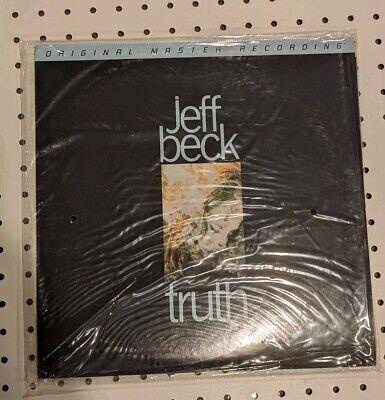 ORIGINAL MASTER RECORDING
jeff
beck
truth